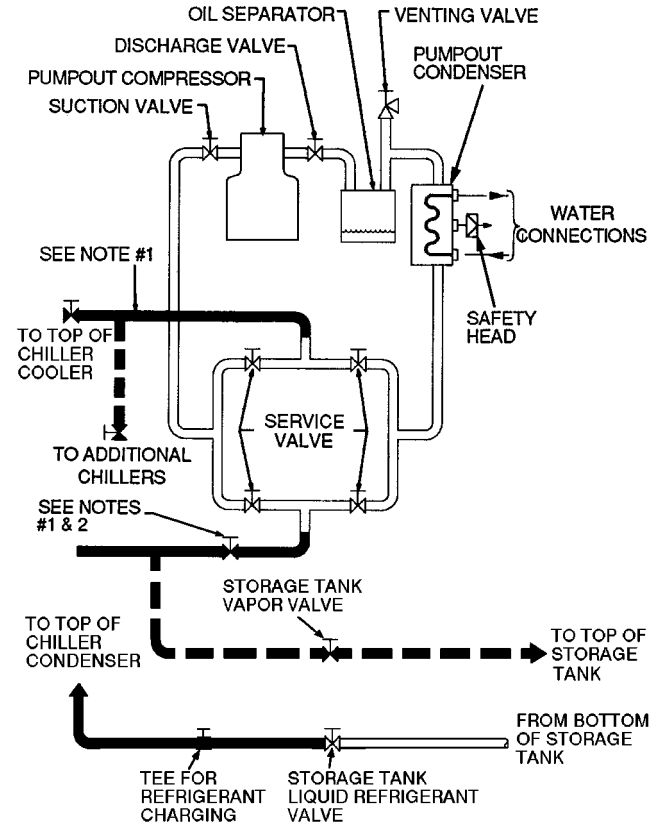 OIL SEPARATOR
VENTING VALVE
DISCHARGE VALVE
PUMPOUT
CONDENSER
PUMPOUT COMPRESSOR
SUCTION VALVE
WATER
CONNECTIONS
SEE NOTE #1
SAFETY
HEAD
TO TOP OF
CHILLER
COOLER
SERVICE
VALVE
TO ADDITIONAL
CHILLERS
SEE NOTES
#1 & 2
STORAGE TANK
VAPOR VALVE
TO TOP OF
CHILLER
CONDENSER
TO TOP OF
STORAGE
TANK
FROM BOTTOM
OF STORAGE
TANK
TEE FOR
REFRIGERANT
CHARGING
STORAGE TANK
LIQUID REFRIGERANT
VALVE